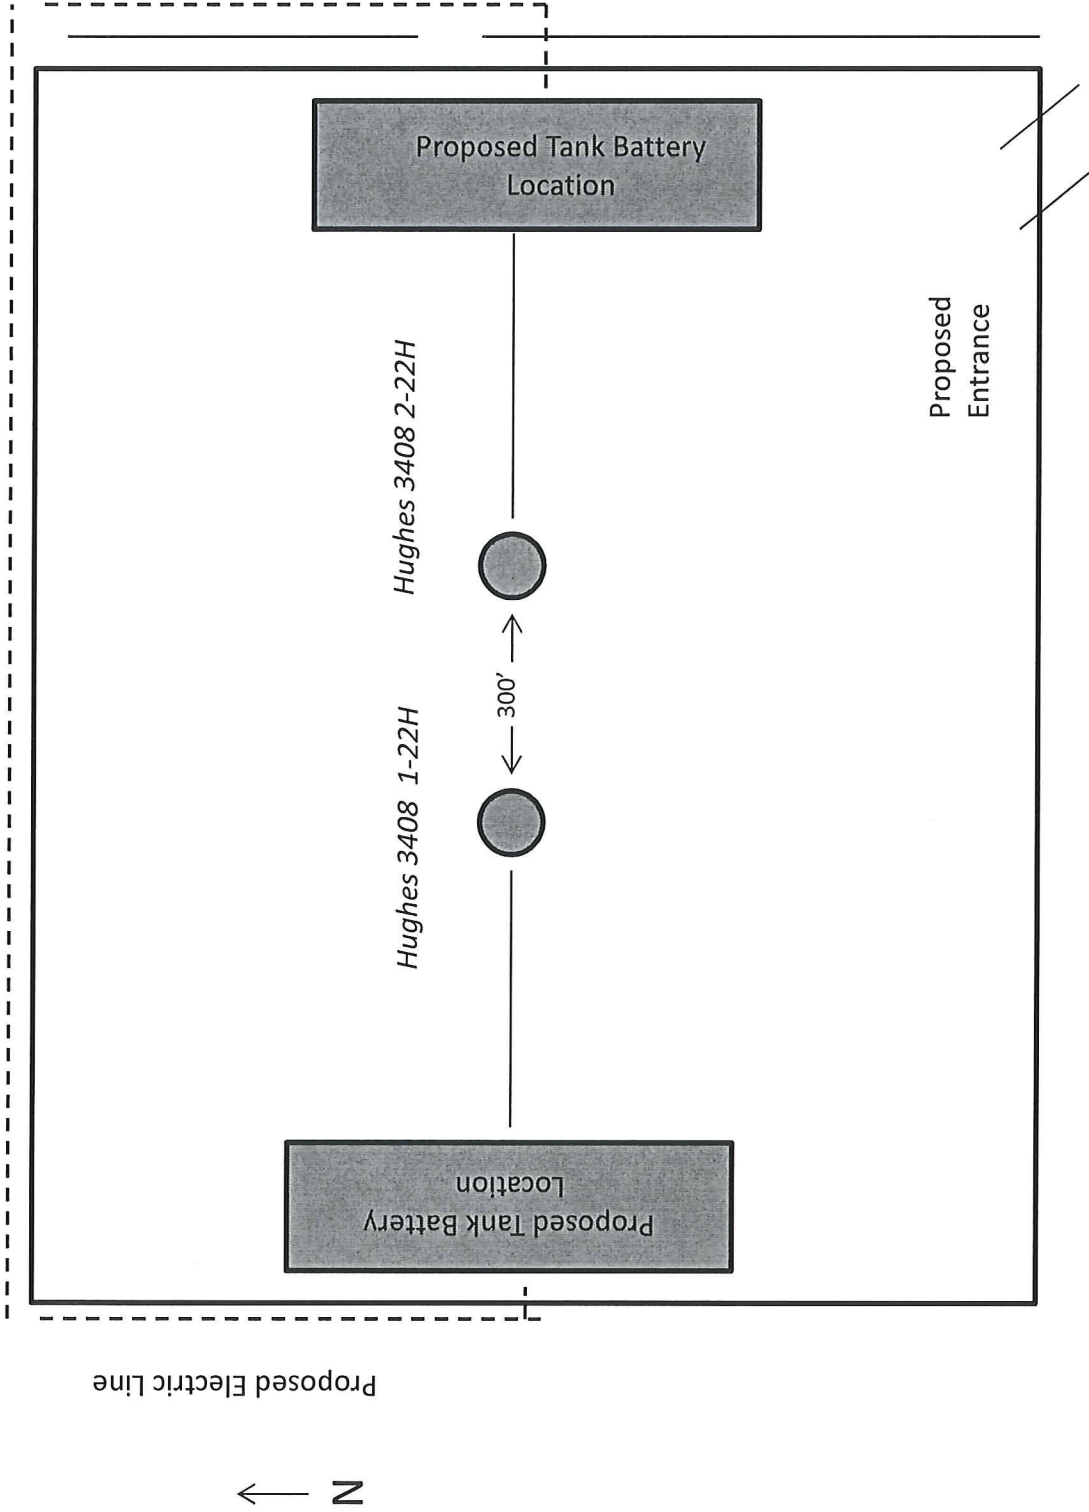 Proposed Tank Battery
Location
Hughes 3408 2-22H
Proposed
Entrance
300'
Hughes 3408 1-22H
Proposed Tank Battery
Location
Proposed Electric Line
N